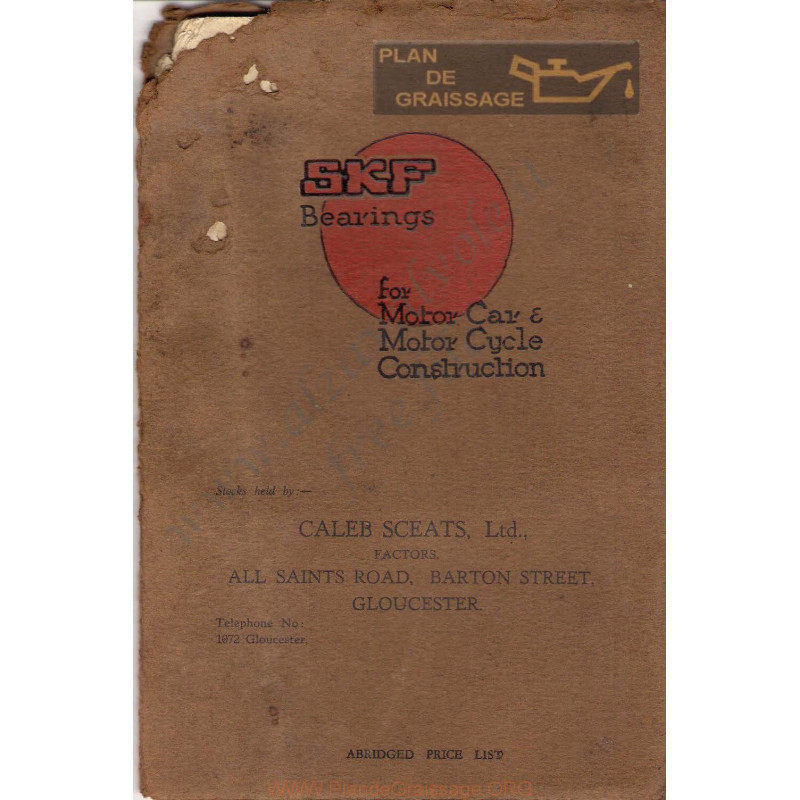 PLAN
DE
GRAISSAGE
SKF
Bearings
for
Motor Car &
Motor Cycle
Construction
Stocks held by:—
CALEB SCEATS, Ltd.,
FACTORS,
ALL SAINTS ROAD, BARTON STREET,
GLOUCESTER.
Telephone No:
1972 Gloucester.
ABRIDGED PRICE LIST